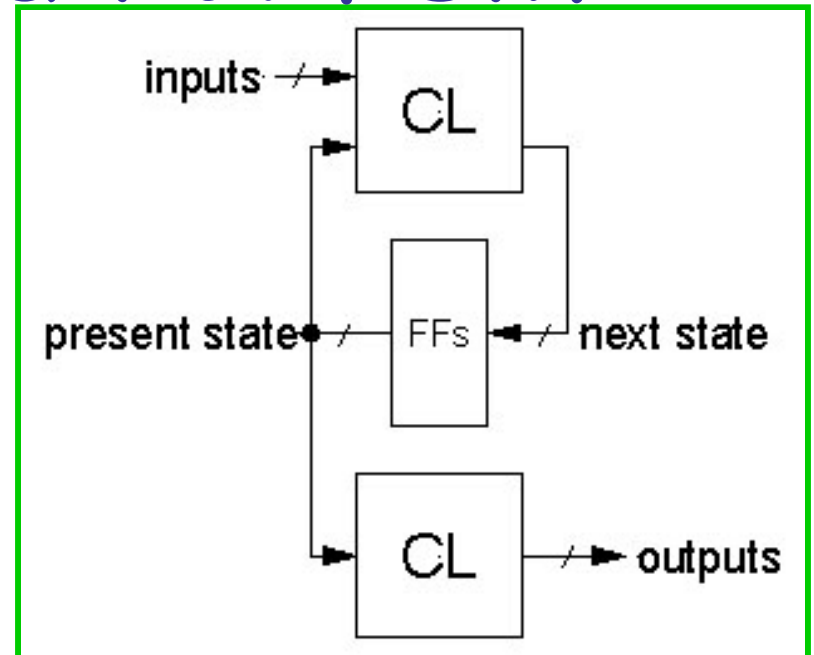 inputs
CL
present state
FFs
next state
CL
outputs